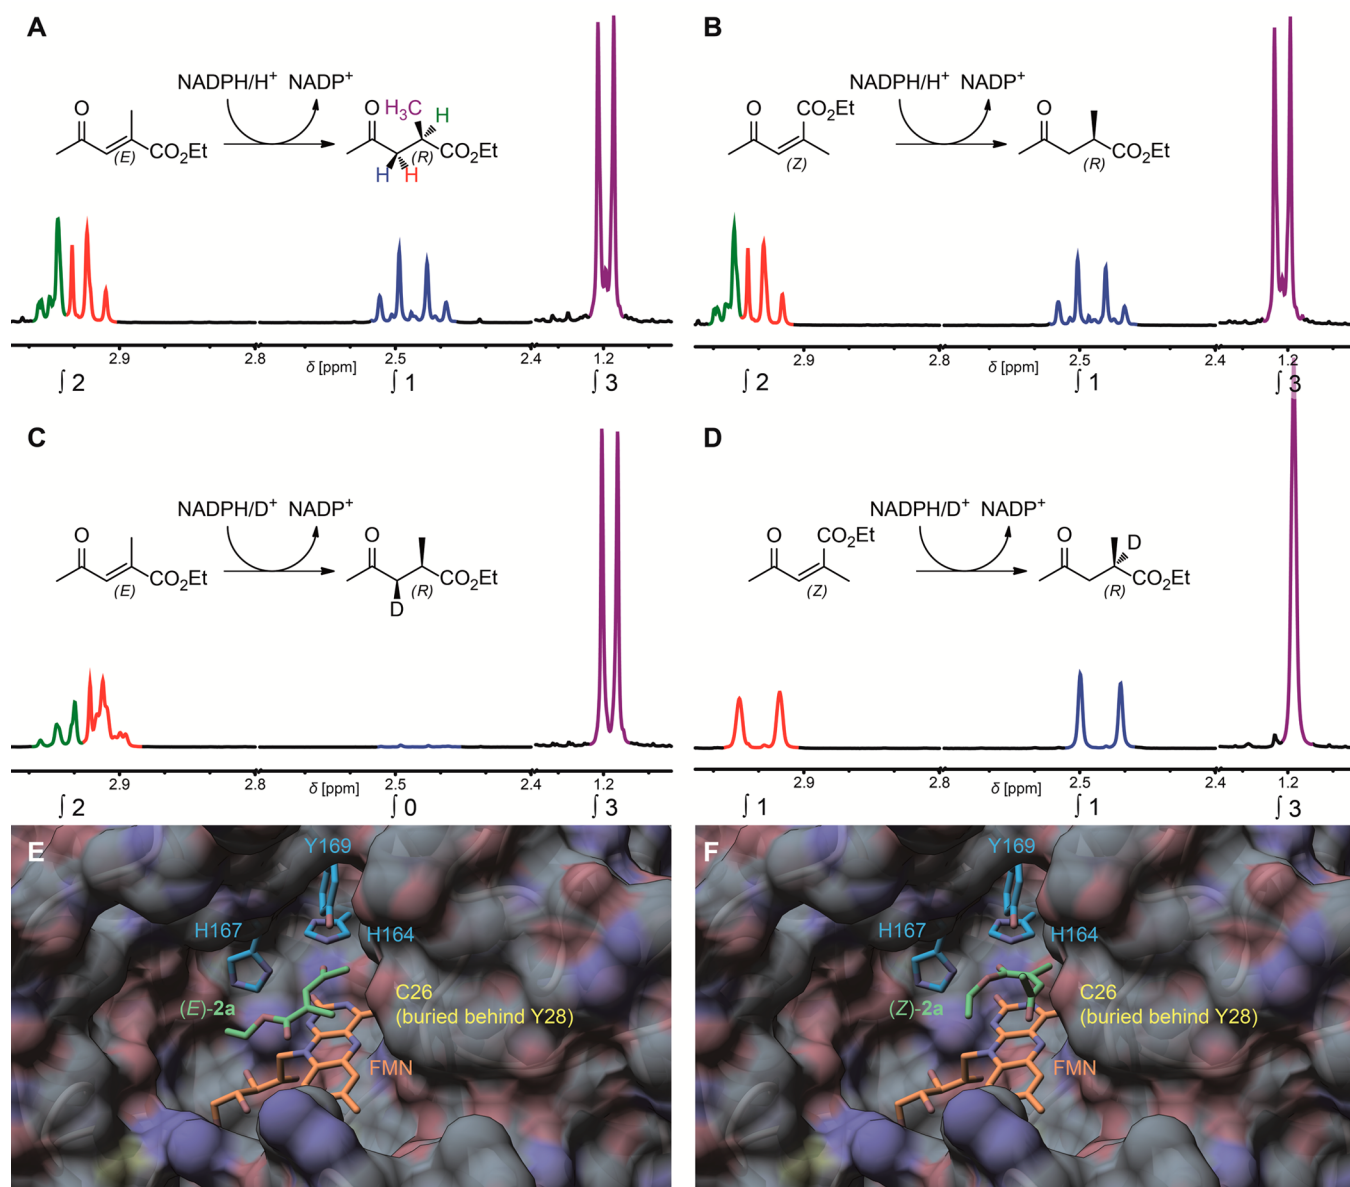 A
NADPH/H⁺ NADP⁺
O
(E)
CO₂Et
O H₃C H
(R)
CO₂Et
H H
2.9 2.8 2.5 2.4 1.2
δ [ppm]
∫ 2 ∫ 1 ∫ 3
B
NADPH/H⁺ NADP⁺
O CO₂Et
(Z)
O
(R)
CO₂Et
2.9 2.8 2.5 2.4 1.2
δ [ppm]
∫ 2 ∫ 1 ∫ 3
C
NADPH/D⁺ NADP⁺
O
(E)
CO₂Et
O
(R)
CO₂Et
D
2.9 2.8 2.5 2.4 1.2
δ [ppm]
∫ 2 ∫ 0 ∫ 3
D
NADPH/D⁺ NADP⁺
O CO₂Et
(Z)
O D
(R)
CO₂Et
2.9 2.8 2.5 2.4 1.2
δ [ppm]
∫ 1 ∫ 1 ∫ 3
E
Y169
H167
H164
(E)-2a
C26
(buried behind Y28)
FMN
F
Y169
H167
H164
(Z)-2a
C26
(buried behind Y28)
FMN